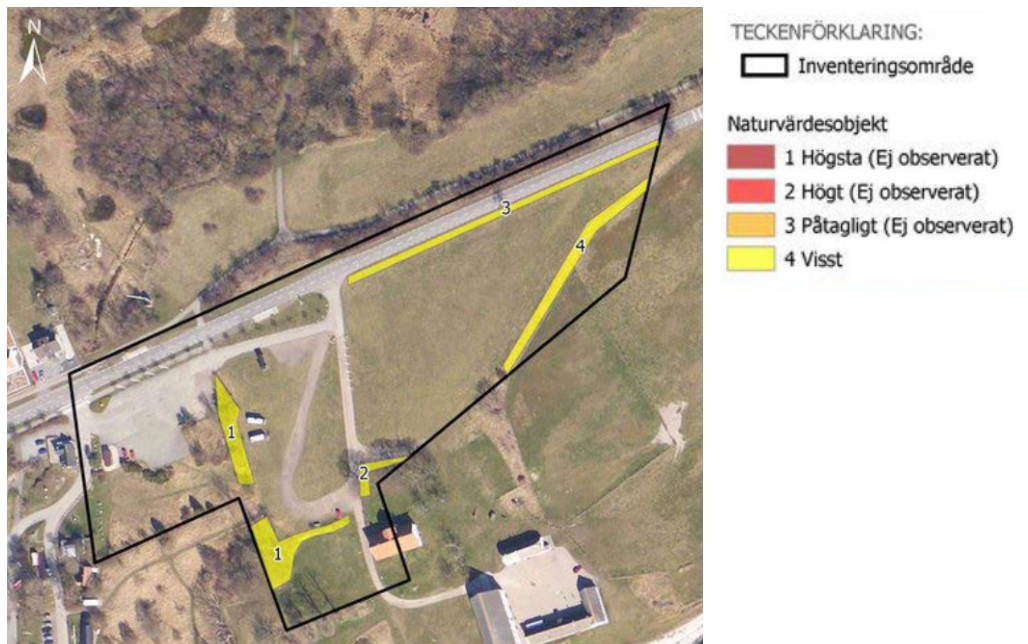 N
3
4
1
2
1
TECKENFÖRKLARING:
Inventeringsområde
Naturvärdesobjekt
1 Högsta (Ej observerat)
2 Högt (Ej observerat)
3 Påtagligt (Ej observerat)
4 Visst